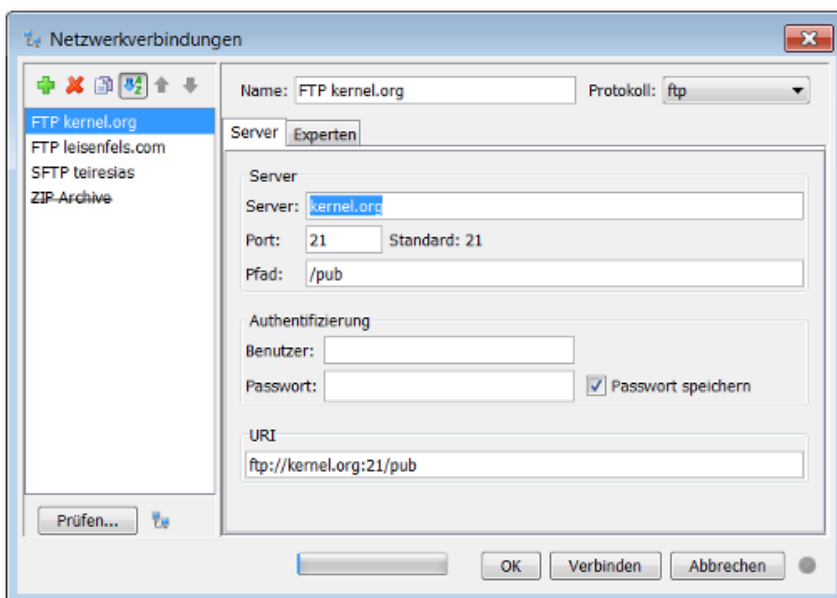 Netzwerkverbindungen
Name: FTP kernel.org Protokoll: ftp
FTP kernel.org
FTP leisenfels.com
SFTP teiresias
ZIP Archive
Server Experten
Server
Server: kernel.org
Port: 21 Standard: 21
Pfad: /pub
Authentifizierung
Benutzer:
Passwort: Passwort speichern
URI
ftp://kernel.org:21/pub
Prüfen...
OK Verbinden Abbrechen